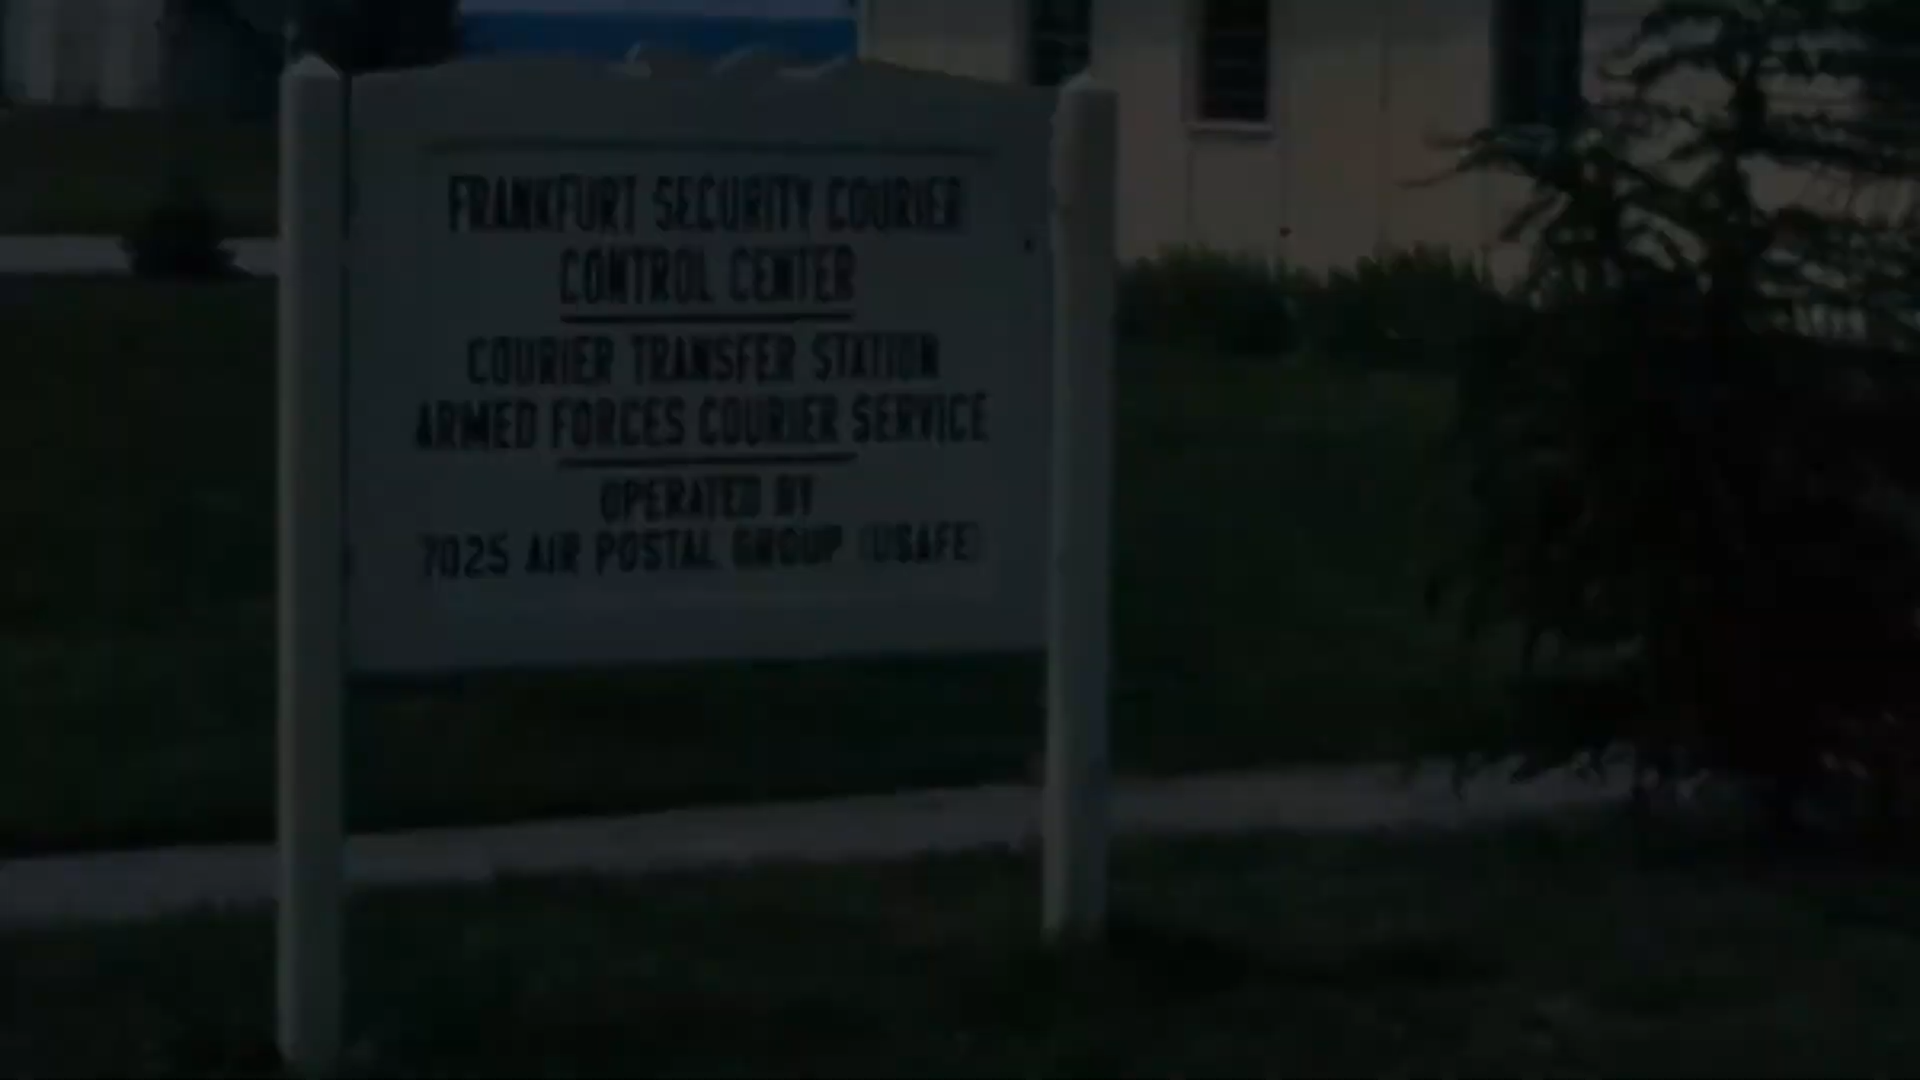 FRANKFURT SECURITY COURIER
CONTROL CENTER
COURIER TRANSFER STATION
ARMED FORCES COURIER SERVICE
OPERATED BY
7025 AIR POSTAL GROUP (USAFE)